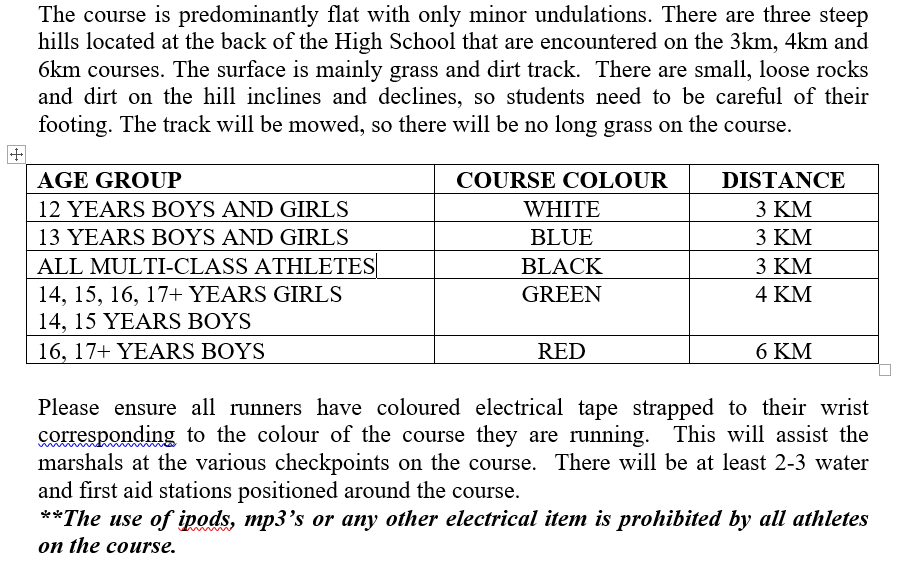 The course is predominantly flat with only minor undulations. There are three steep
hills located at the back of the High School that are encountered on the 3km, 4km and
6km courses. The surface is mainly grass and dirt track. There are small, loose rocks
and dirt on the hill inclines and declines, so students need to be careful of their
footing. The track will be mowed, so there will be no long grass on the course.
AGE GROUP COURSE COLOUR DISTANCE
12 YEARS BOYS AND GIRLS WHITE 3 KM
13 YEARS BOYS AND GIRLS BLUE 3 KM
ALL MULTI-CLASS ATHLETES BLACK 3 KM
14, 15, 16, 17+ YEARS GIRLS GREEN 4 KM
14, 15 YEARS BOYS
16, 17+ YEARS BOYS RED 6 KM
Please ensure all runners have coloured electrical tape strapped to their wrist
corresponding to the colour of the course they are running. This will assist the
marshals at the various checkpoints on the course. There will be at least 2-3 water
and first aid stations positioned around the course.
**The use of ipods, mp3's or any other electrical item is prohibited by all athletes
on the course.